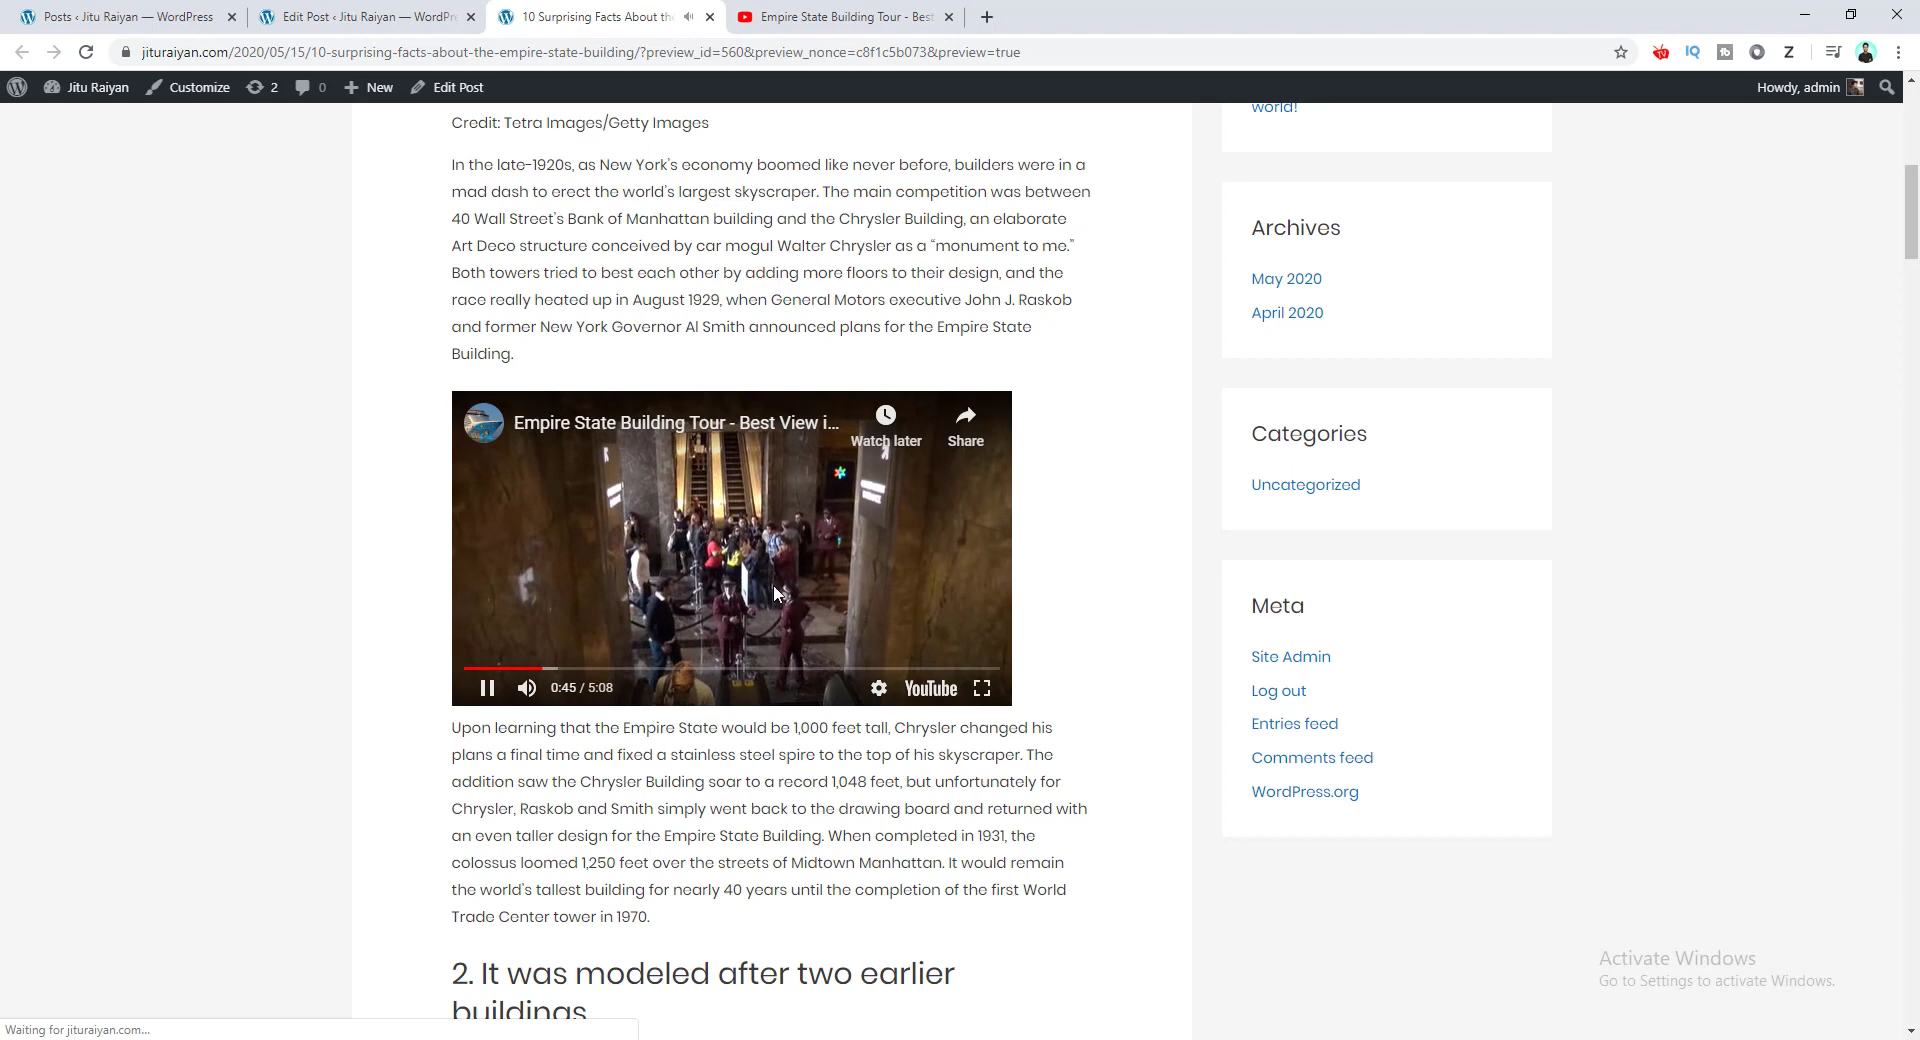 Posts ‹ Jitu Raiyan — WordPress
Edit Post ‹ Jitu Raiyan — WordPr
10 Surprising Facts About th
Empire State Building Tour - Best
jituraiyan.com/2020/05/15/10-surprising-facts-about-the-empire-state-building/?preview_id=560&preview_nonce=c8f1c5b073&preview=true
IQ
tb
Z
Jitu Raiyan
Customize
2
0
New
Edit Post
Howdy, admin
Credit: Tetra Images/Getty Images
In the late-1920s, as New York's economy boomed like never before, builders were in a
mad dash to erect the world's largest skyscraper. The main competition was between
40 Wall Street's Bank of Manhattan building and the Chrysler Building, an elaborate
Art Deco structure conceived by car mogul Walter Chrysler as a “monument to me.”
Both towers tried to best each other by adding more floors to their design, and the
race really heated up in August 1929, when General Motors executive John J. Raskob
and former New York Governor Al Smith announced plans for the Empire State
Building.
Empire State Building Tour - Best View i...
Watch later
Share
0:45 / 5:08
YouTube
Upon learning that the Empire State would be 1,000 feet tall, Chrysler changed his
plans a final time and fixed a stainless steel spire to the top of his skyscraper. The
addition saw the Chrysler Building soar to a record 1,048 feet, but unfortunately for
Chrysler, Raskob and Smith simply went back to the drawing board and returned with
an even taller design for the Empire State Building. When completed in 1931, the
colossus loomed 1,250 feet over the streets of Midtown Manhattan. It would remain
the world's tallest building for nearly 40 years until the completion of the first World
Trade Center tower in 1970.
2. It was modeled after two earlier
buildings
world!
Archives
May 2020
April 2020
Categories
Uncategorized
Meta
Site Admin
Log out
Entries feed
Comments feed
WordPress.org
Activate Windows
Go to Settings to activate Windows.
Waiting for jituraiyan.com...